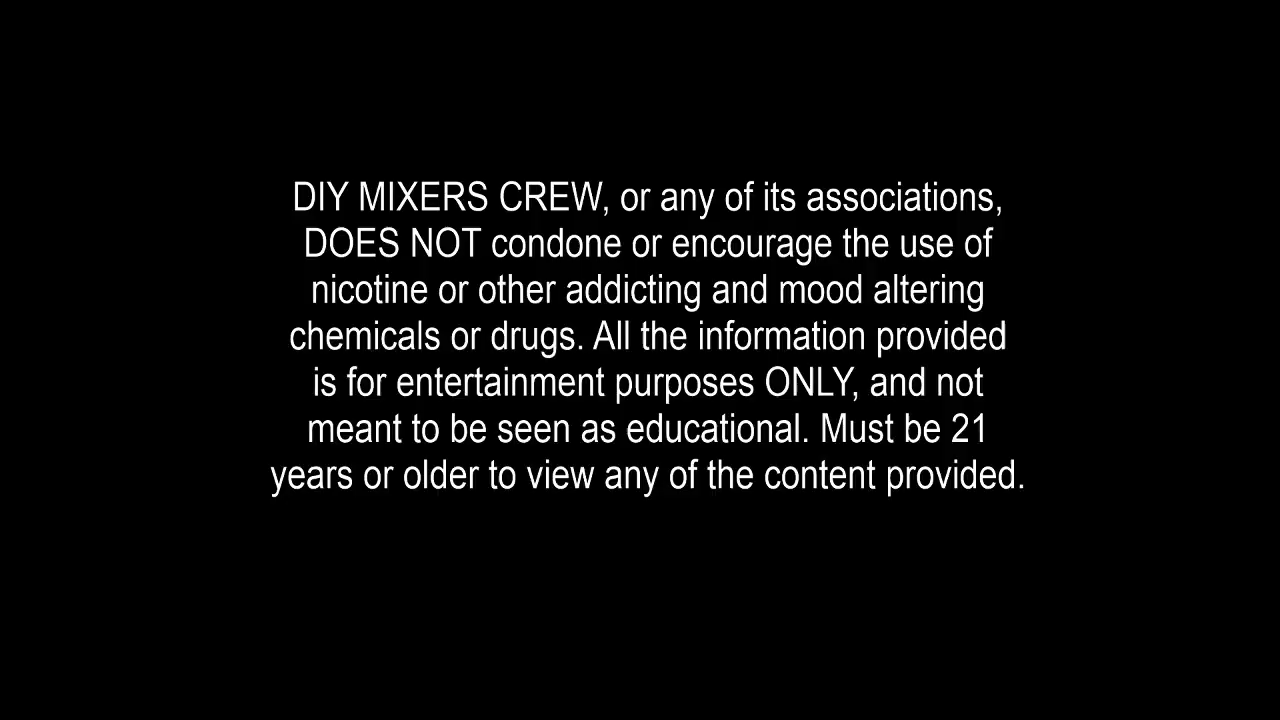 DIY MIXERS CREW, or any of its associations,
DOES NOT condone or encourage the use of
nicotine or other addicting and mood altering
chemicals or drugs. All the information provided
is for entertainment purposes ONLY, and not
meant to be seen as educational. Must be 21
years or older to view any of the content provided.